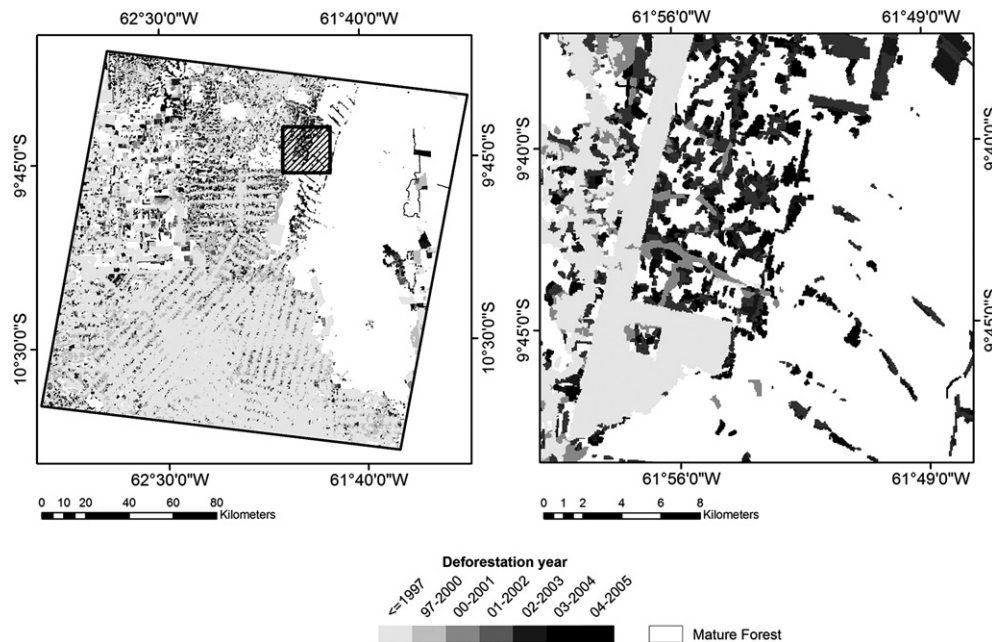 62°30'0"W 61°40'0"W 61°56'0"W 61°49'0"W
9°45'0"S 9°45'0"S 9°40'0"S 9°40'0"S
10°30'0"S 10°30'0"S 9°45'0"S 9°45'0"S
62°30'0"W 61°40'0"W 61°56'0"W 61°49'0"W
0 10 20 40 60 80 Kilometers
0 1 2 4 6 8 Kilometers
Deforestation year
<=1997 97-2000 00-2001 01-2002 02-2003 03-2004 04-2005
Mature Forest